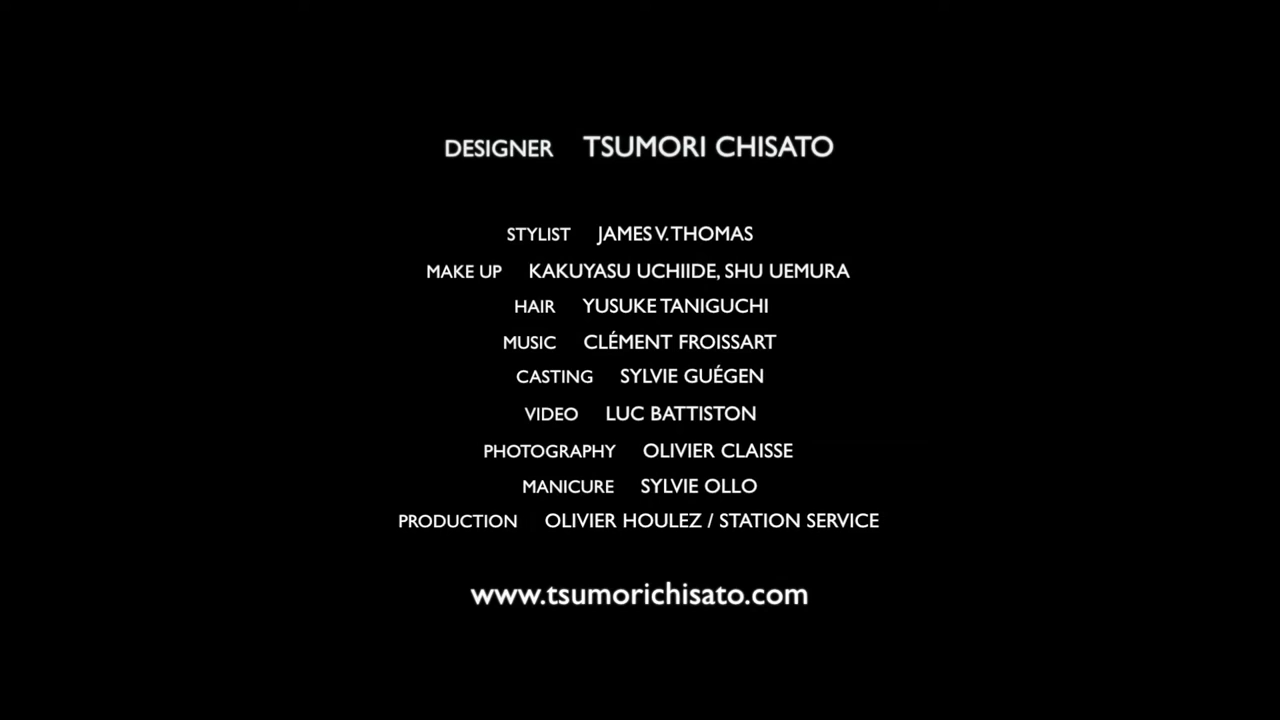 DESIGNER TSUMORI CHISATO
STYLIST JAMES V. THOMAS
MAKE UP KAKUYASU UCHIIDE, SHU UEMURA
HAIR YUSUKE TANIGUCHI
MUSIC CLÉMENT FROISSART
CASTING SYLVIE GUÉGEN
VIDEO LUC BATTISTON
PHOTOGRAPHY OLIVIER CLAISSE
MANICURE SYLVIE OLLO
PRODUCTION OLIVIER HOULEZ / STATION SERVICE
www.tsumorichisato.com